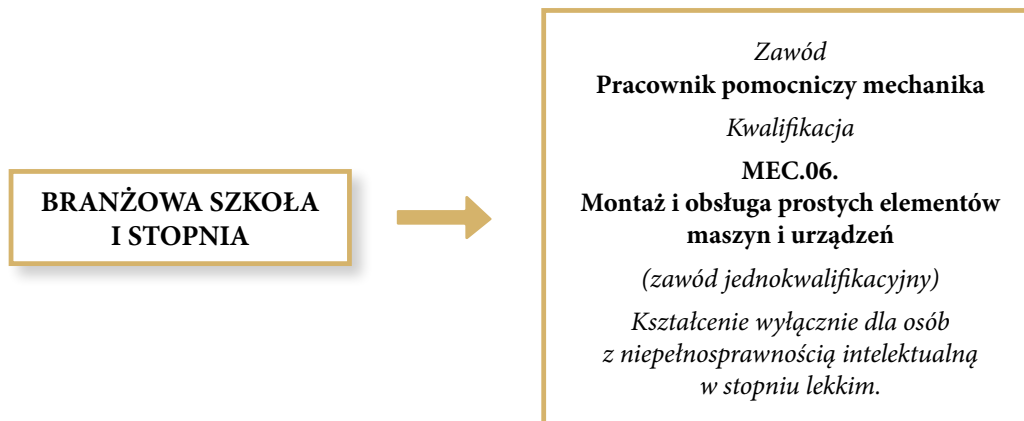 BRANŻOWA SZKOŁA
I STOPNIA
Zawód
Pracownik pomocniczy mechanika
Kwalifikacja
MEC.06.
Montaż i obsługa prostych elementów
maszyn i urządzeń
(zawód jednokwalifikacyjny)
Kształcenie wyłącznie dla osób
z niepełnosprawnością intelektualną
w stopniu lekkim.